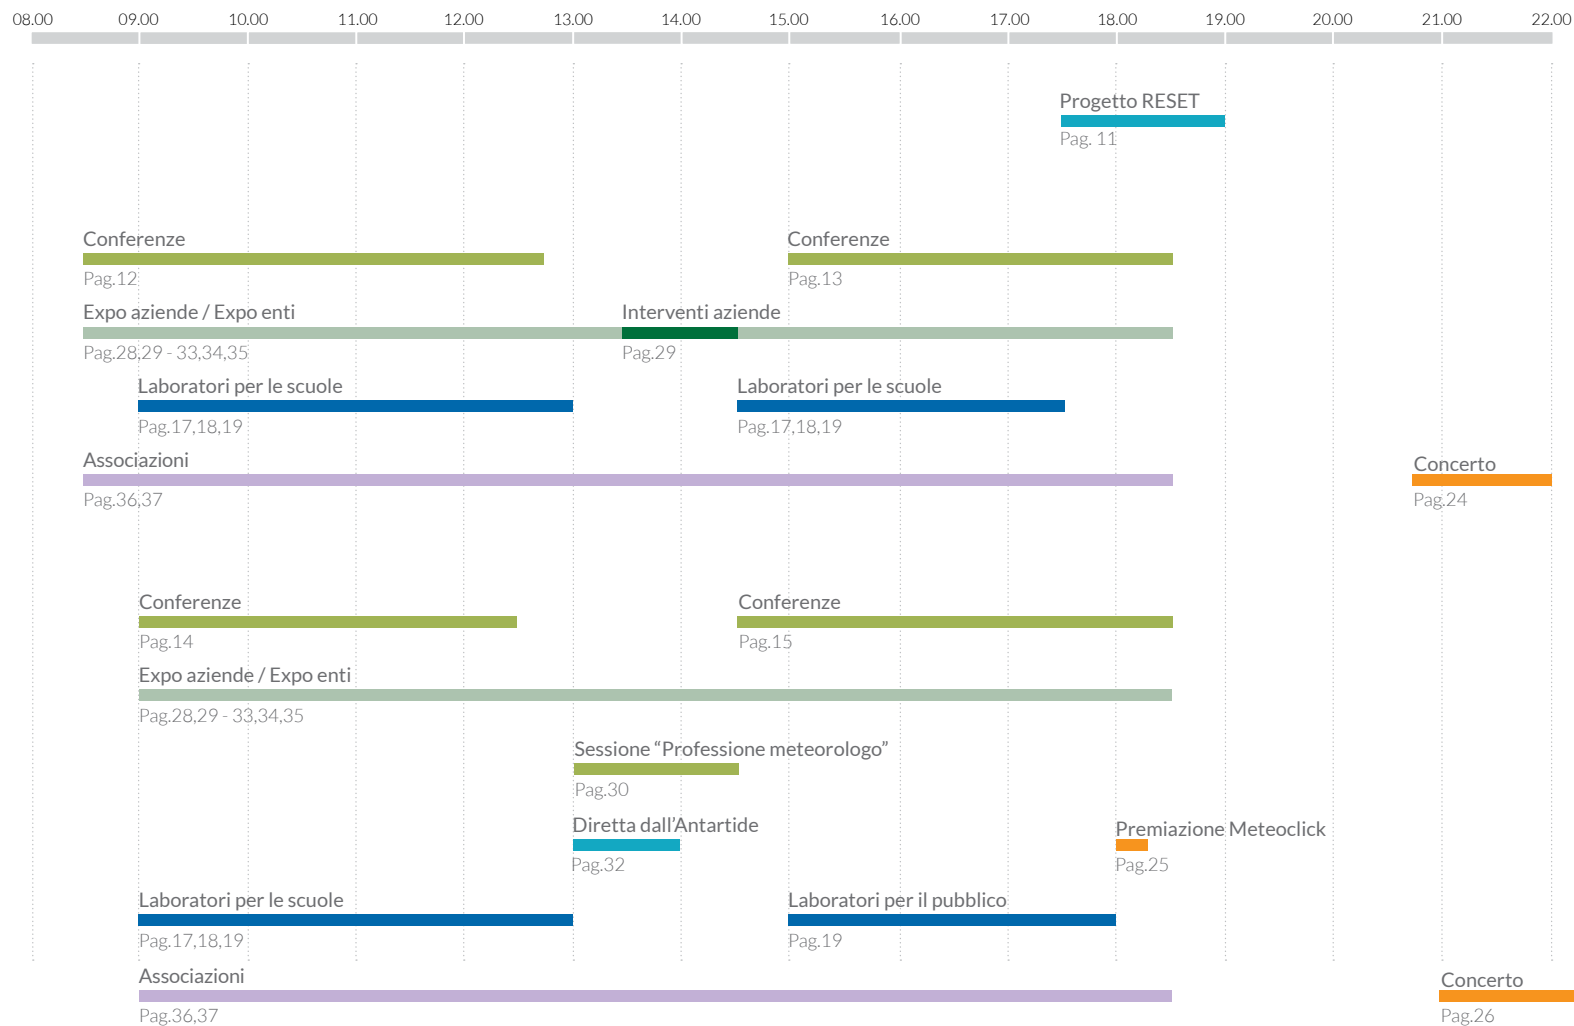 08.00 09.00 10.00 11.00 12.00 13.00 14.00 15.00 16.00 17.00 18.00 19.00 20.00 21.00 22.00
Progetto RESET
Pag. 11
Conferenze Conferenze
Pag.12 Pag.13
Expo aziende / Expo enti Interventi aziende
Pag.28,29 - 33,34,35 Pag.29
Laboratori per le scuole Laboratori per le scuole
Pag.17,18,19 Pag.17,18,19
Associazioni Concerto
Pag.36,37 Pag.24
Conferenze Conferenze
Pag.14 Pag.15
Expo aziende / Expo enti
Pag.28,29 - 33,34,35
Sessione “Professione meteorologo”
Pag.30
Diretta dall’Antartide Premiazione Meteoclick
Pag.32 Pag.25
Laboratori per le scuole Laboratori per il pubblico
Pag.17,18,19 Pag.19
Associazioni Concerto
Pag.36,37 Pag.26